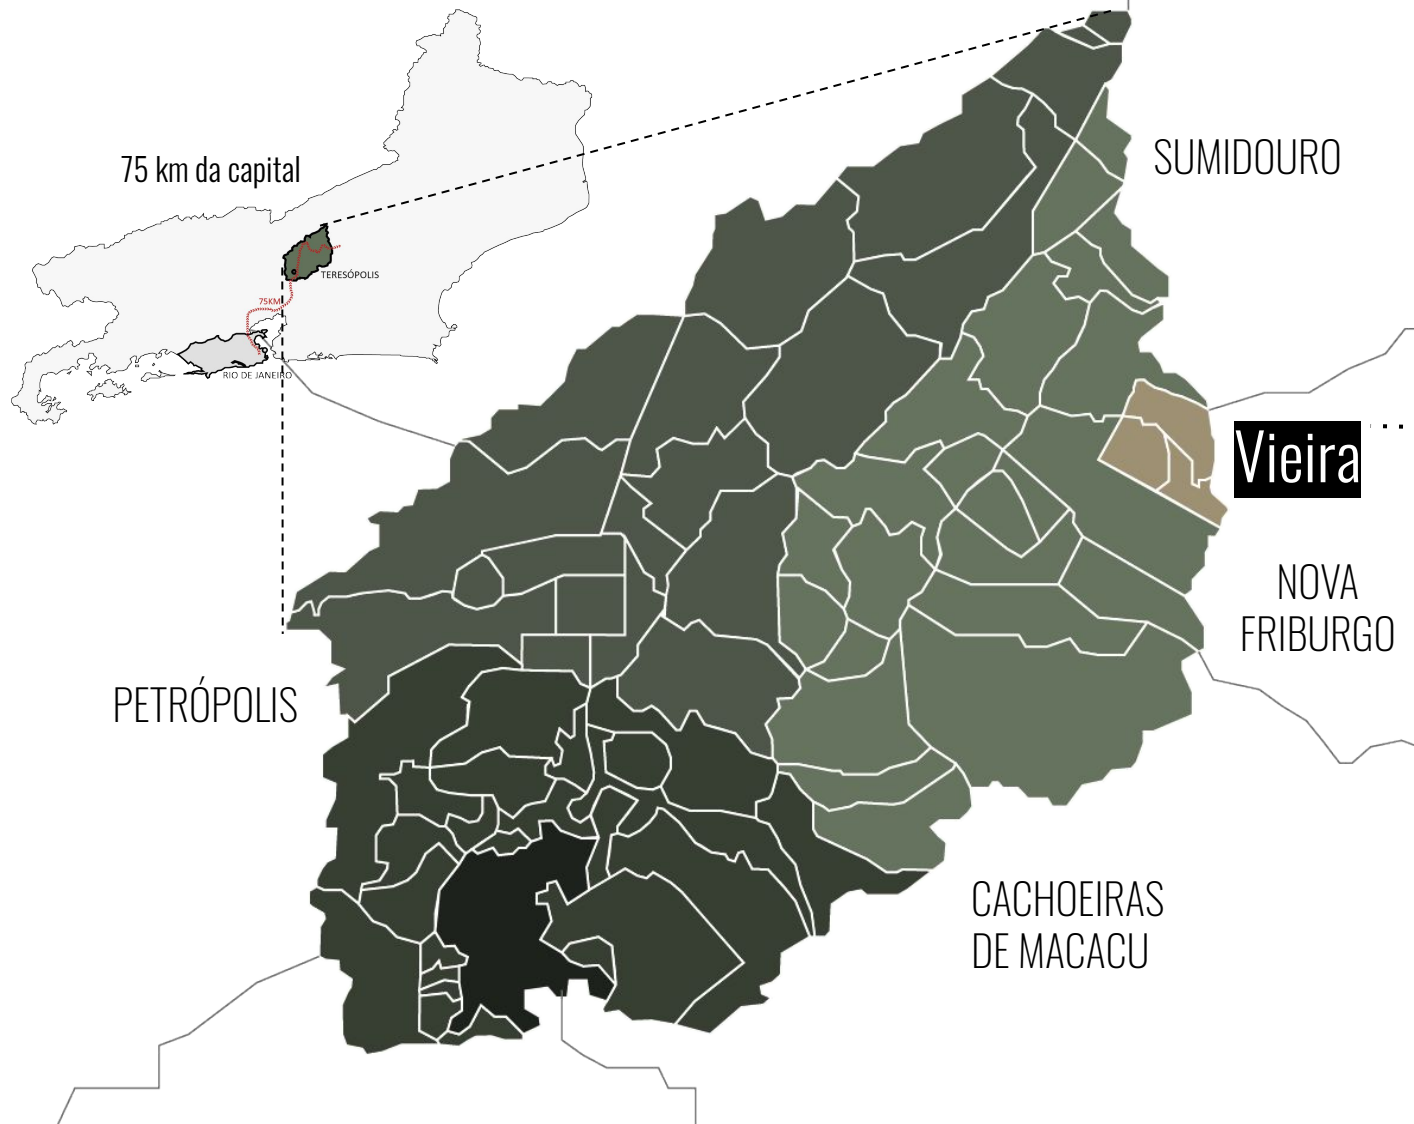 75 km da capital
SUMIDOURO
TERESÓPOLIS
75KM
RIO DE JANEIRO
Vieira
NOVA
FRIBURGO
PETRÓPOLIS
CACHOEIRAS
DE MACACU